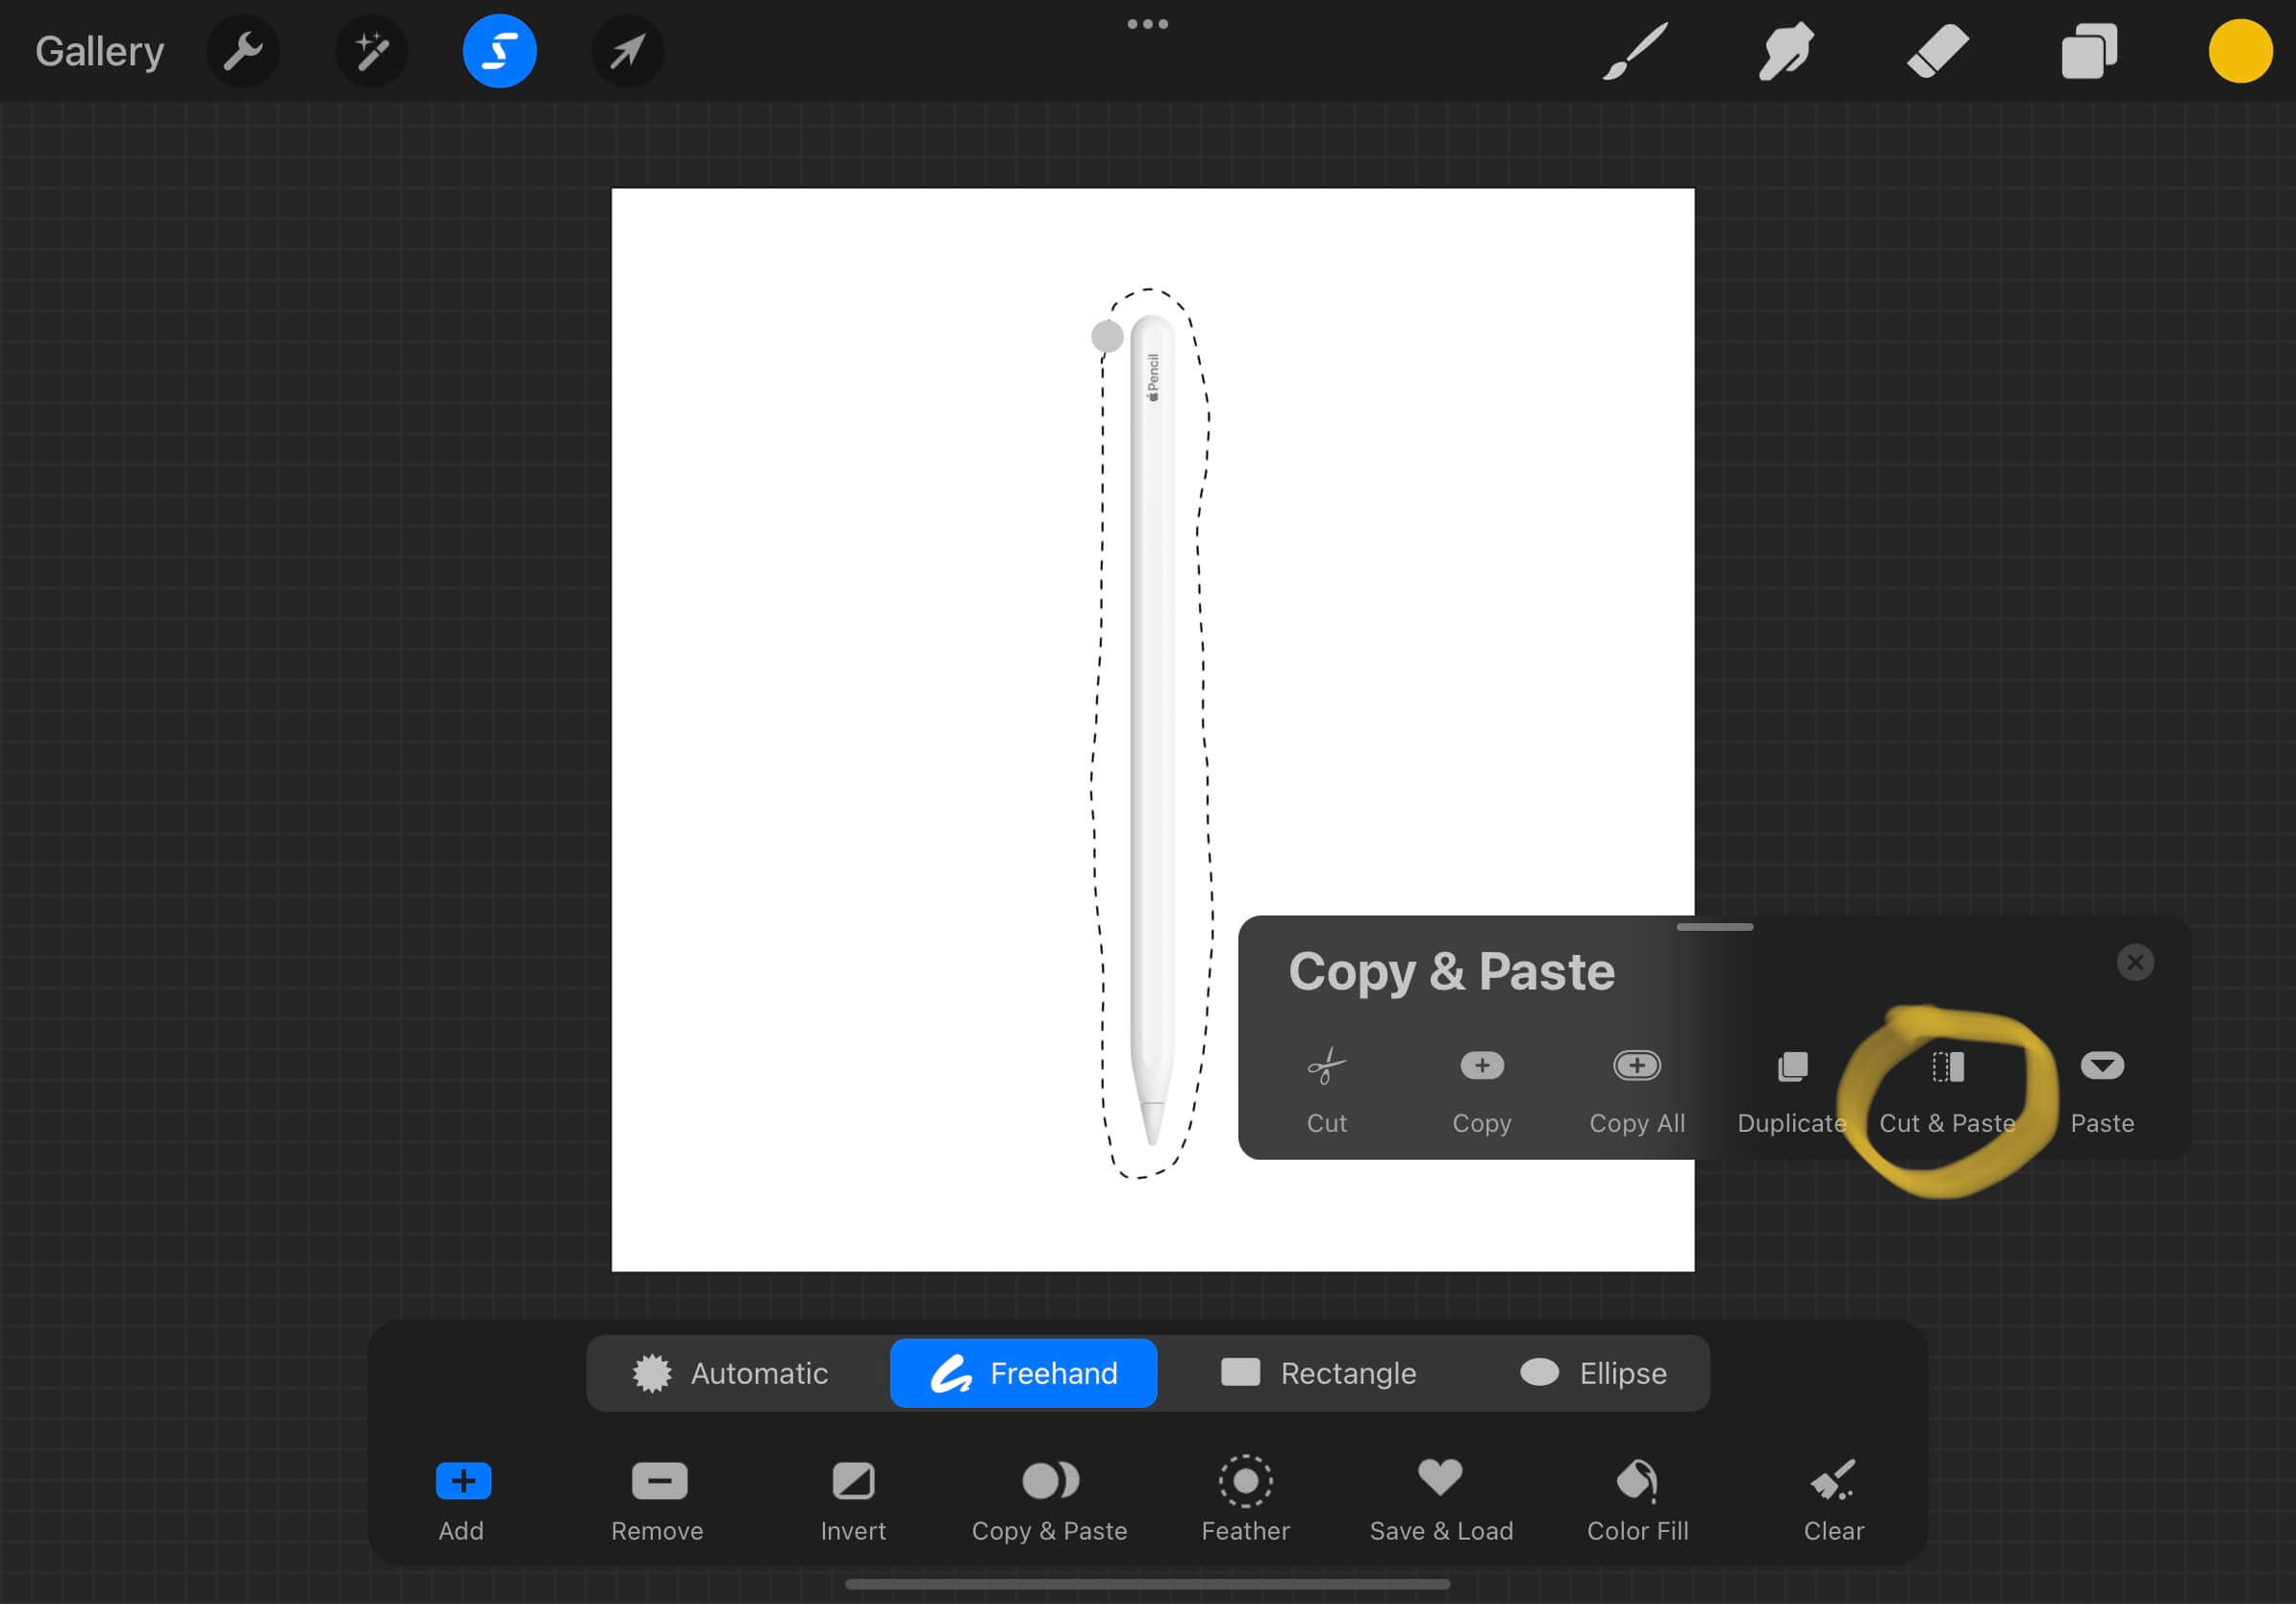 Gallery
Pencil
Copy & Paste
Cut Copy Copy All Duplicate Cut & Paste Paste
Automatic Freehand Rectangle Ellipse
Add Remove Invert Copy & Paste Feather Save & Load Color Fill Clear